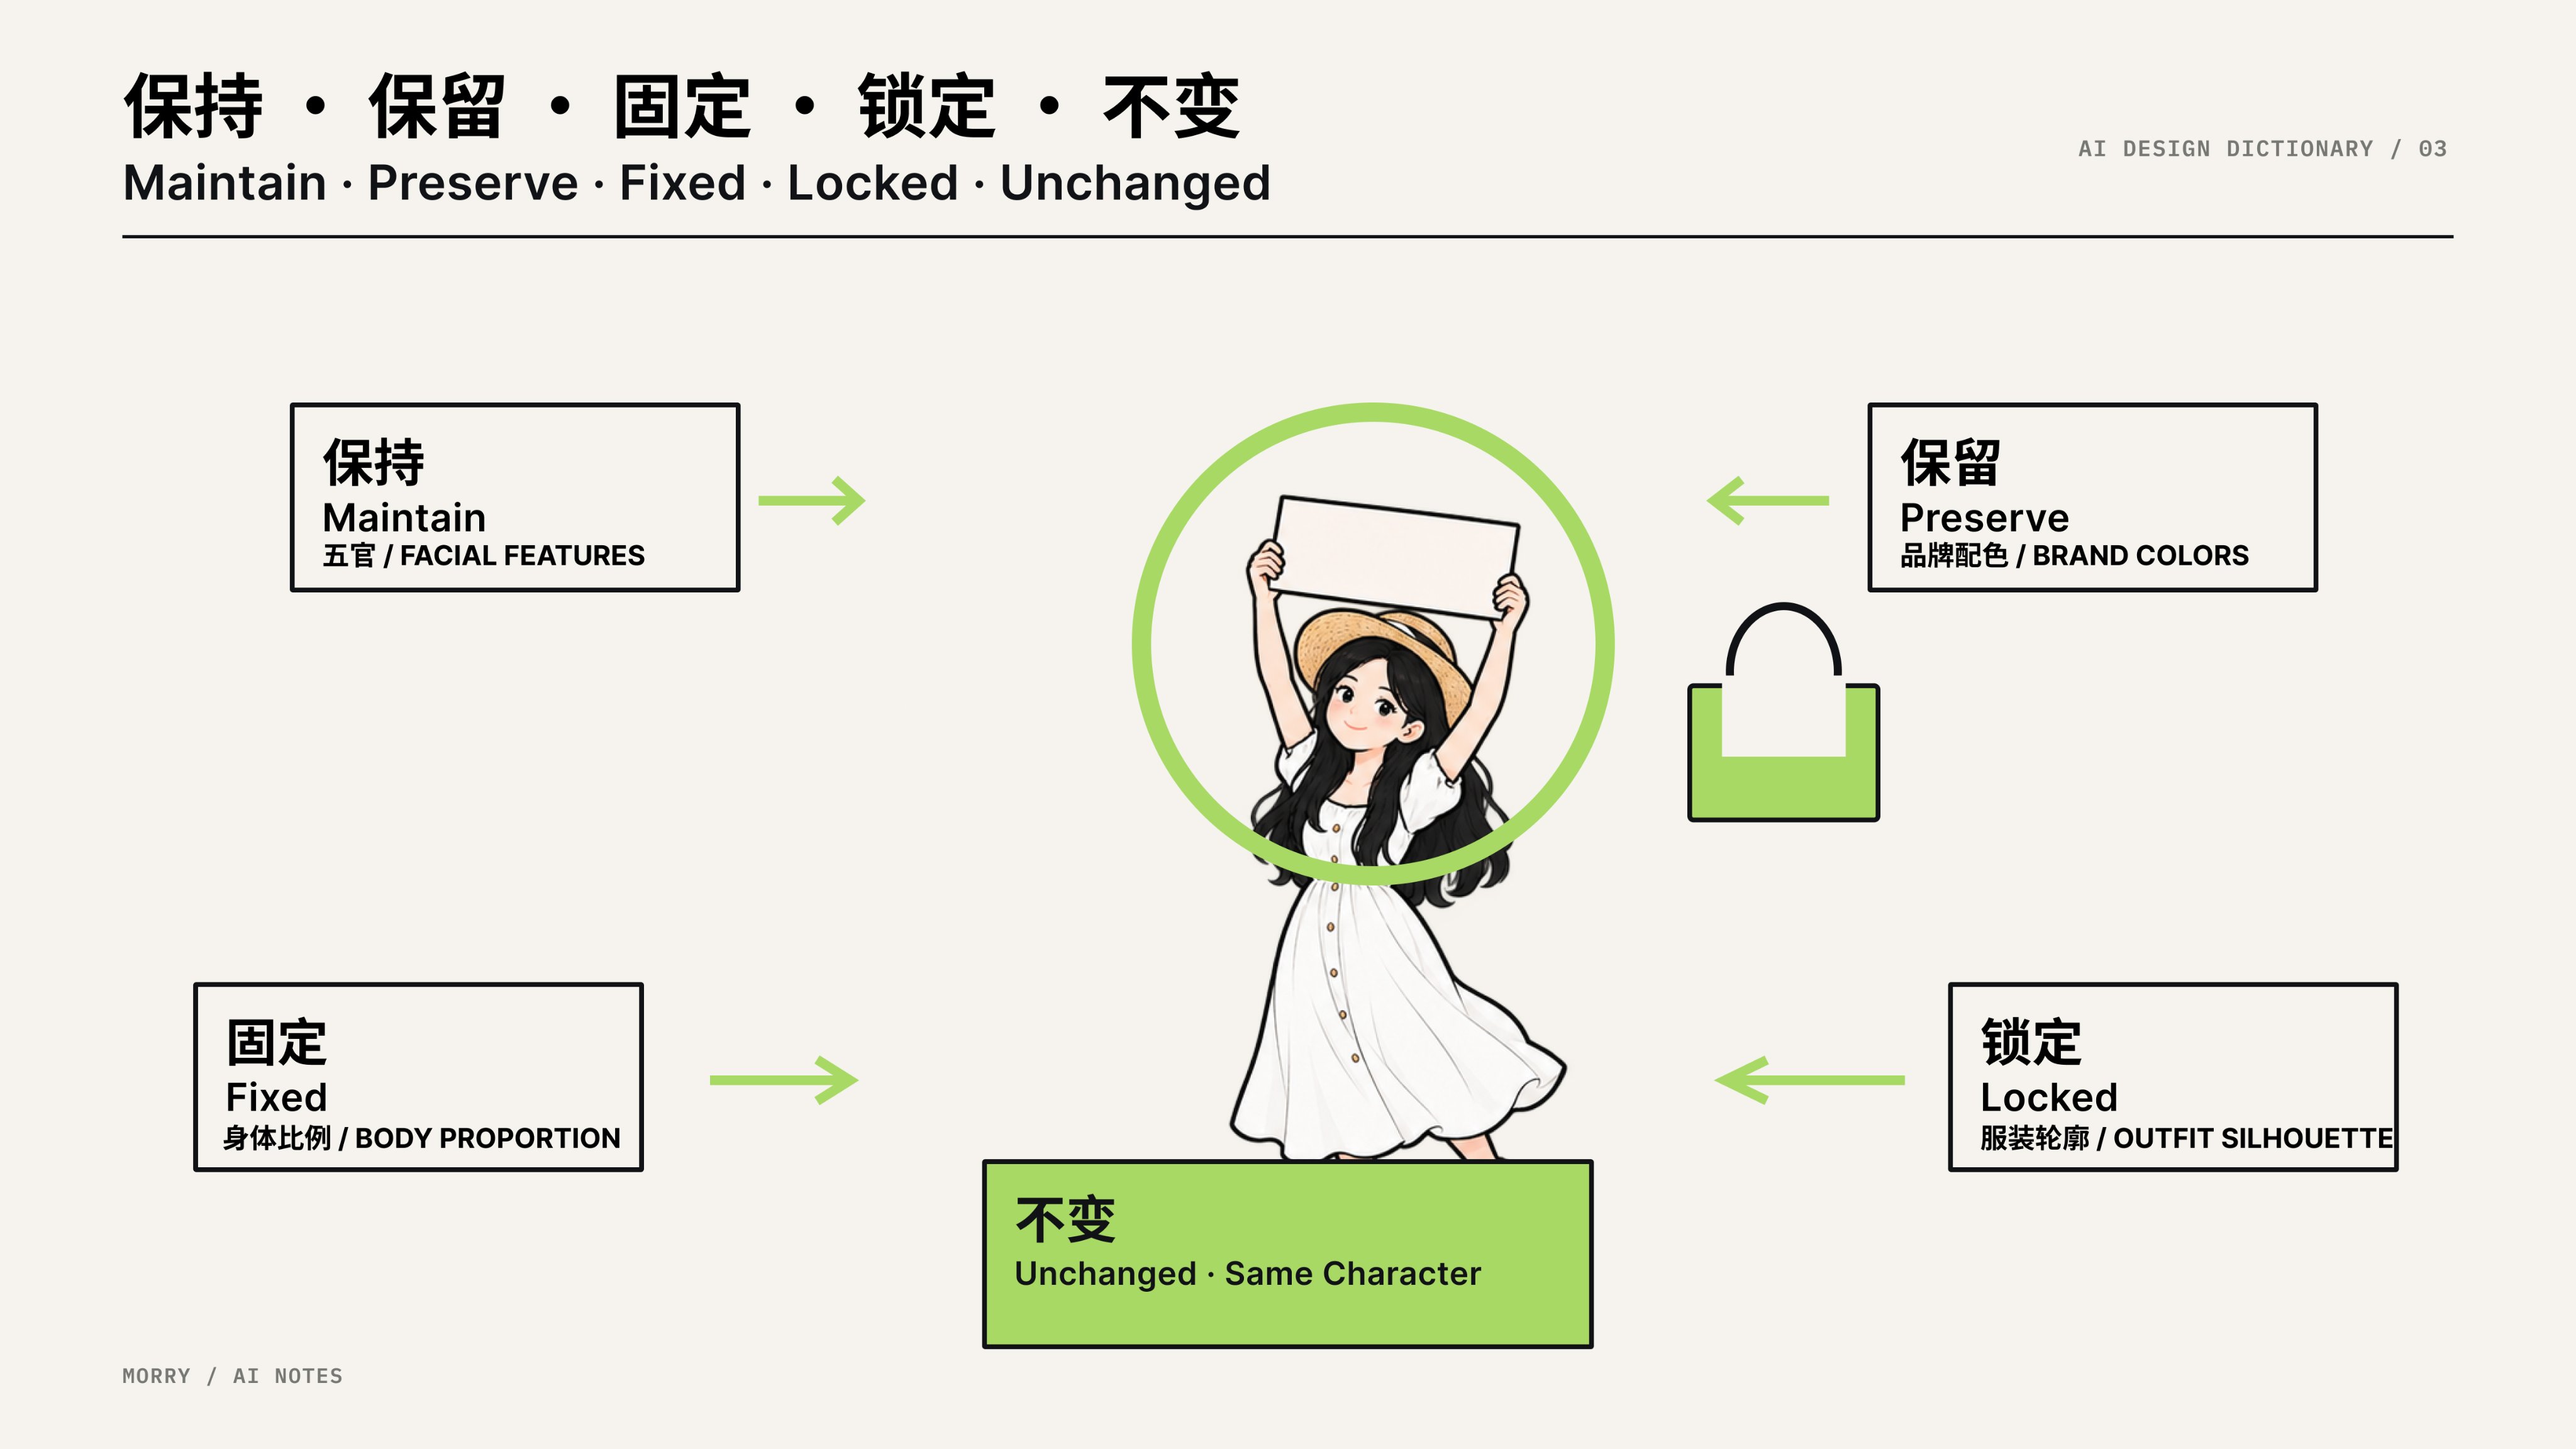 保持 · 保留 · 固定 · 锁定 · 不变
Maintain · Preserve · Fixed · Locked · Unchanged
AI DESIGN DICTIONARY / 03
保持
Maintain
五官 / FACIAL FEATURES
保留
Preserve
品牌配色 / BRAND COLORS
固定
Fixed
身体比例 / BODY PROPORTION
锁定
Locked
服装轮廓 / OUTFIT SILHOUETTE
不变
Unchanged · Same Character
MORRY / AI NOTES